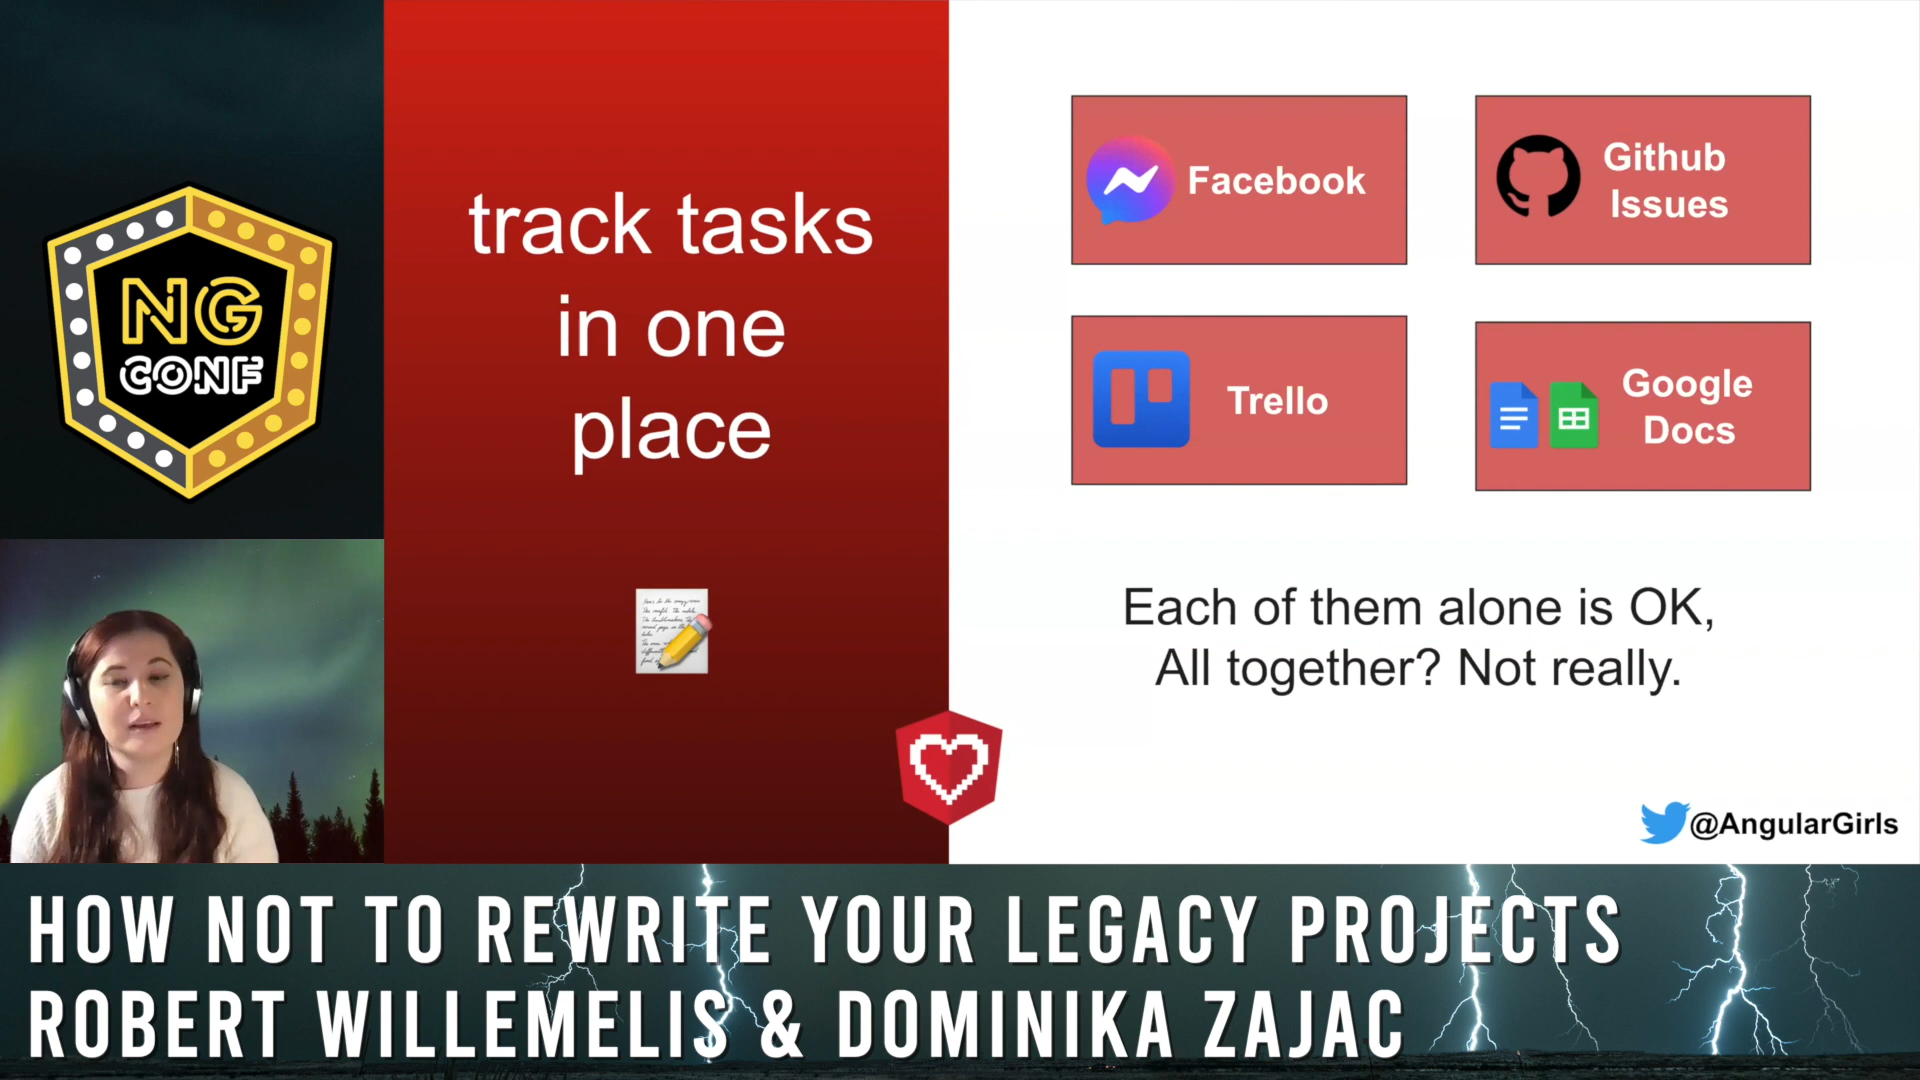 NG
CONF
track tasks
in one
place
Facebook
Github
Issues
Trello
Google
Docs
Each of them alone is OK,
All together? Not really.
@AngularGirls
HOW NOT TO REWRITE YOUR LEGACY PROJECTS
ROBERT WILLEMELIS & DOMINIKA ZAJAC